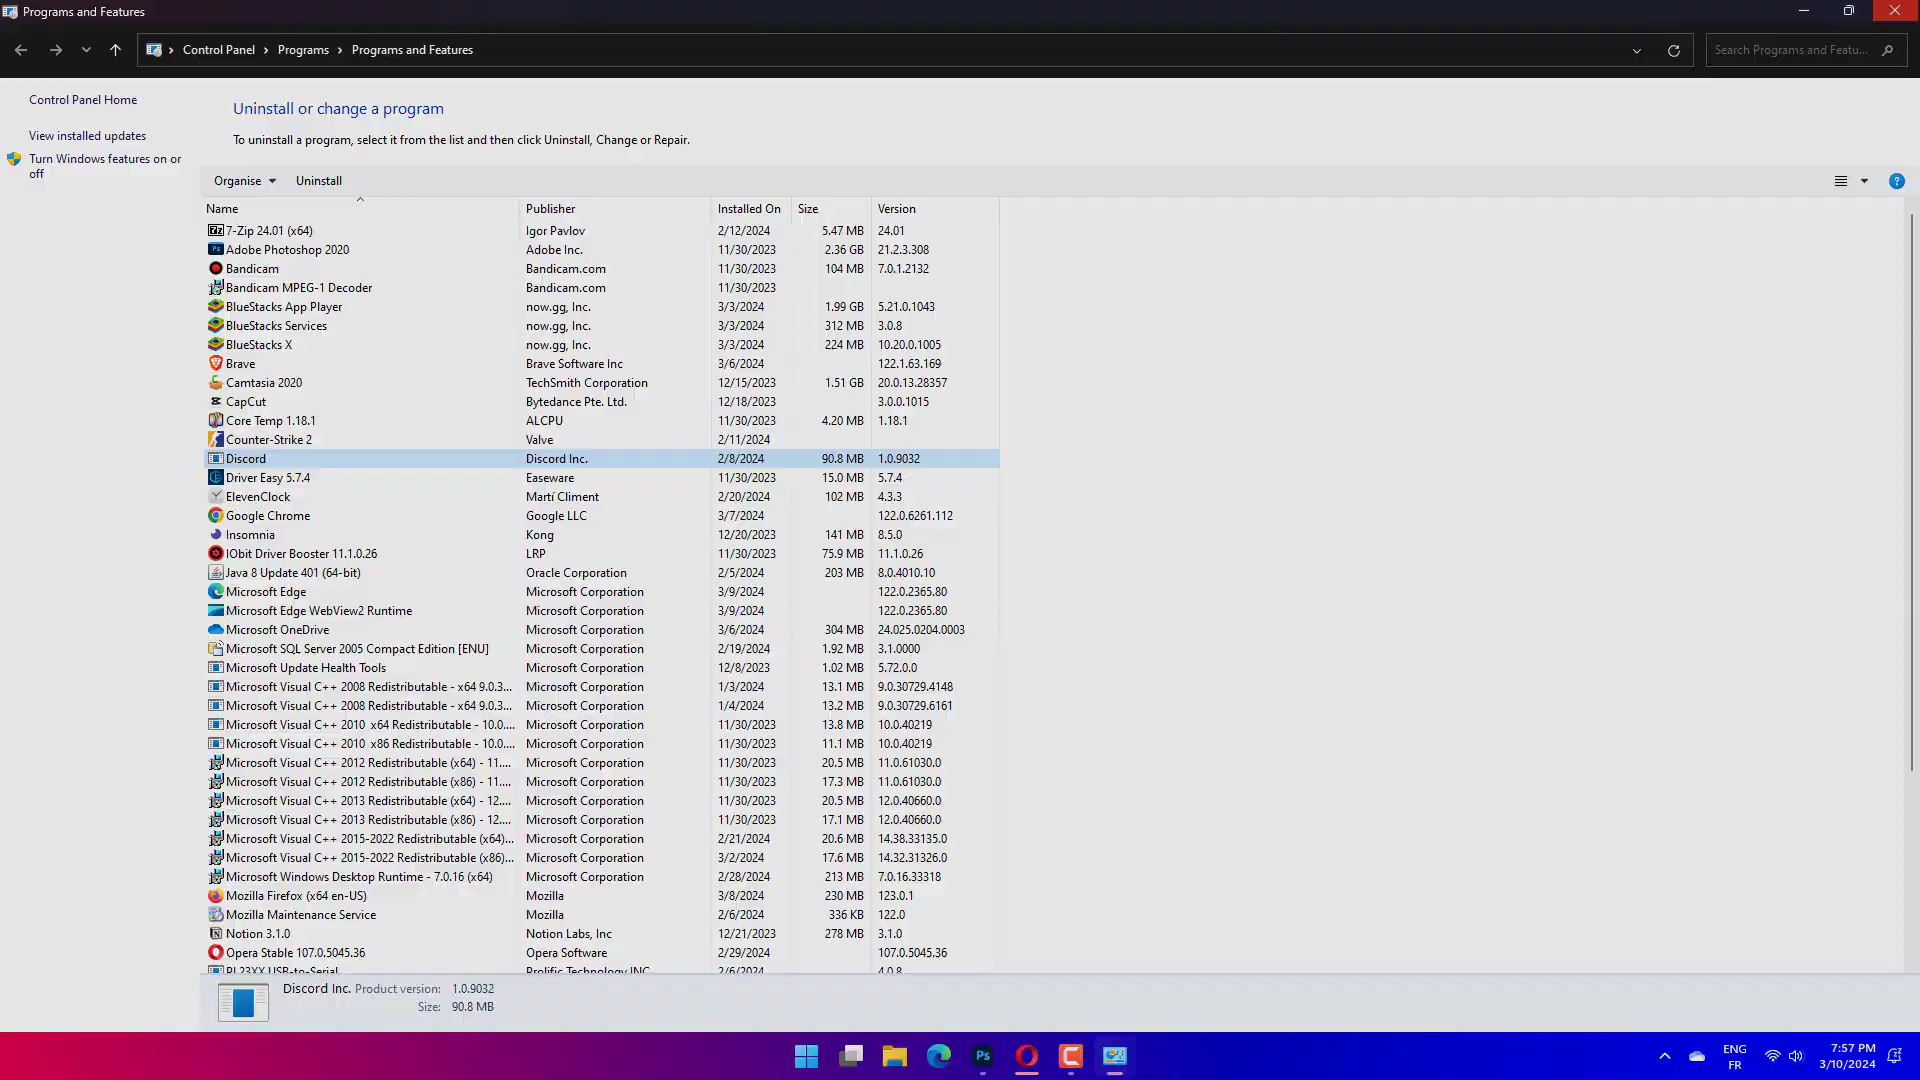 Programs and Features
Control Panel > Programs > Programs and Features
Search Programs and Featu...
Control Panel Home
View installed updates
Turn Windows features on or
off
Uninstall or change a program
To uninstall a program, select it from the list and then click Uninstall, Change or Repair.
Organise Uninstall
Name Publisher Installed On Size Version
7-Zip 24.01 (x64) Igor Pavlov 2/12/2024 5.47 MB 24.01
Adobe Photoshop 2020 Adobe Inc. 11/30/2023 2.36 GB 21.2.3.308
Bandicam Bandicam.com 11/30/2023 104 MB 7.0.1.2132
Bandicam MPEG-1 Decoder Bandicam.com 11/30/2023
BlueStacks App Player now.gg, Inc. 3/3/2024 1.99 GB 5.21.0.1043
BlueStacks Services now.gg, Inc. 3/3/2024 312 MB 3.0.8
BlueStacks X now.gg, Inc. 3/3/2024 224 MB 10.20.0.1005
Brave Brave Software Inc 3/6/2024 122.1.63.169
Camtasia 2020 TechSmith Corporation 12/15/2023 1.51 GB 20.0.13.28357
CapCut Bytedance Pte. Ltd. 12/18/2023 3.0.0.1015
Core Temp 1.18.1 ALCPU 11/30/2023 4.20 MB 1.18.1
Counter-Strike 2 Valve 2/11/2024
Discord Discord Inc. 2/8/2024 90.8 MB 1.0.9032
Driver Easy 5.7.4 Easeware 11/30/2023 15.0 MB 5.7.4
ElevenClock Martí Climent 2/20/2024 102 MB 4.3.3
Google Chrome Google LLC 3/7/2024 122.0.6261.112
Insomnia Kong 12/20/2023 141 MB 8.5.0
IObit Driver Booster 11.1.0.26 LRP 11/30/2023 75.9 MB 11.1.0.26
Java 8 Update 401 (64-bit) Oracle Corporation 2/5/2024 203 MB 8.0.4010.10
Microsoft Edge Microsoft Corporation 3/9/2024 122.0.2365.80
Microsoft Edge WebView2 Runtime Microsoft Corporation 3/9/2024 122.0.2365.80
Microsoft OneDrive Microsoft Corporation 3/6/2024 304 MB 24.025.0204.0003
Microsoft SQL Server 2005 Compact Edition [ENU] Microsoft Corporation 2/19/2024 1.92 MB 3.1.0000
Microsoft Update Health Tools Microsoft Corporation 12/8/2023 1.02 MB 5.72.0.0
Microsoft Visual C++ 2008 Redistributable - x64 9.0.3... Microsoft Corporation 1/3/2024 13.1 MB 9.0.30729.4148
Microsoft Visual C++ 2008 Redistributable - x64 9.0.3... Microsoft Corporation 1/4/2024 13.2 MB 9.0.30729.6161
Microsoft Visual C++ 2010 x64 Redistributable - 10.0.... Microsoft Corporation 11/30/2023 13.8 MB 10.0.40219
Microsoft Visual C++ 2010 x86 Redistributable - 10.0.... Microsoft Corporation 11/30/2023 11.1 MB 10.0.40219
Microsoft Visual C++ 2012 Redistributable (x64) - 11.... Microsoft Corporation 11/30/2023 20.5 MB 11.0.61030.0
Microsoft Visual C++ 2012 Redistributable (x86) - 11.... Microsoft Corporation 11/30/2023 17.3 MB 11.0.61030.0
Microsoft Visual C++ 2013 Redistributable (x64) - 12.... Microsoft Corporation 11/30/2023 20.5 MB 12.0.40660.0
Microsoft Visual C++ 2013 Redistributable (x86) - 12.... Microsoft Corporation 11/30/2023 17.1 MB 12.0.40660.0
Microsoft Visual C++ 2015-2022 Redistributable (x64)... Microsoft Corporation 2/21/2024 20.6 MB 14.38.33135.0
Microsoft Visual C++ 2015-2022 Redistributable (x86)... Microsoft Corporation 3/2/2024 17.6 MB 14.32.31326.0
Microsoft Windows Desktop Runtime - 7.0.16 (x64) Microsoft Corporation 2/28/2024 213 MB 7.0.16.33318
Mozilla Firefox (x64 en-US) Mozilla 3/8/2024 230 MB 123.0.1
Mozilla Maintenance Service Mozilla 2/6/2024 336 KB 122.0
Notion 3.1.0 Notion Labs, Inc 12/21/2023 278 MB 3.1.0
Opera Stable 107.0.5045.36 Opera Software 2/29/2024 107.0.5045.36
PL23XX USB-to-Serial Prolific Technology INC 2/6/2024 4.0.8
Discord Inc. Product version: 1.0.9032
Size: 90.8 MB
Ps
ENG
FR
7:57 PM
3/10/2024